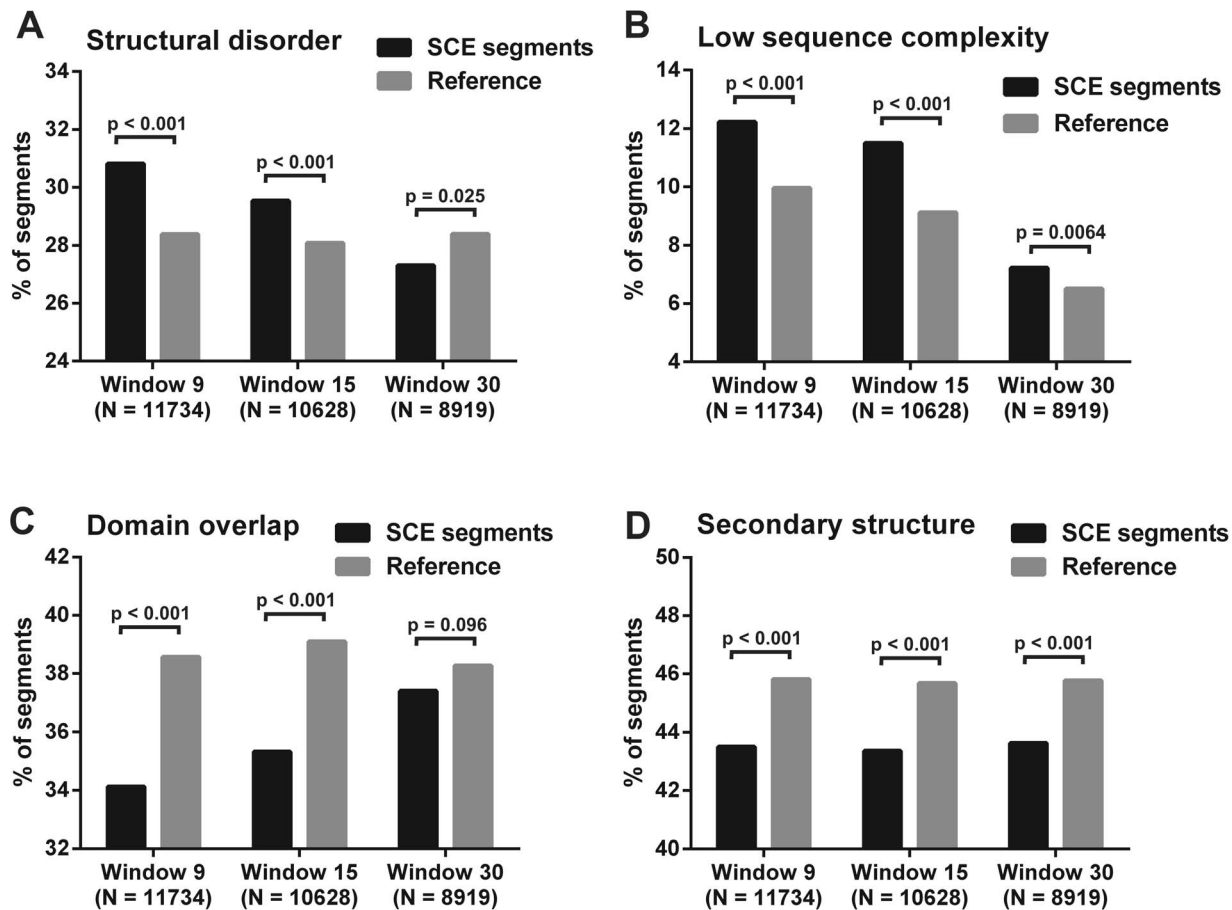 A
Structural disorder
SCE segments
Reference
% of segments
34
32
30
28
26
24
p < 0.001
p < 0.001
p = 0.025
Window 9
(N = 11734)
Window 15
(N = 10628)
Window 30
(N = 8919)
B
Low sequence complexity
SCE segments
Reference
% of segments
14
12
10
8
6
4
p < 0.001
p < 0.001
p = 0.0064
Window 9
(N = 11734)
Window 15
(N = 10628)
Window 30
(N = 8919)
C
Domain overlap
SCE segments
Reference
% of segments
42
40
38
36
34
32
p < 0.001
p < 0.001
p = 0.096
Window 9
(N = 11734)
Window 15
(N = 10628)
Window 30
(N = 8919)
D
Secondary structure
SCE segments
Reference
% of segments
50
48
46
44
42
40
p < 0.001
p < 0.001
p < 0.001
Window 9
(N = 11734)
Window 15
(N = 10628)
Window 30
(N = 8919)